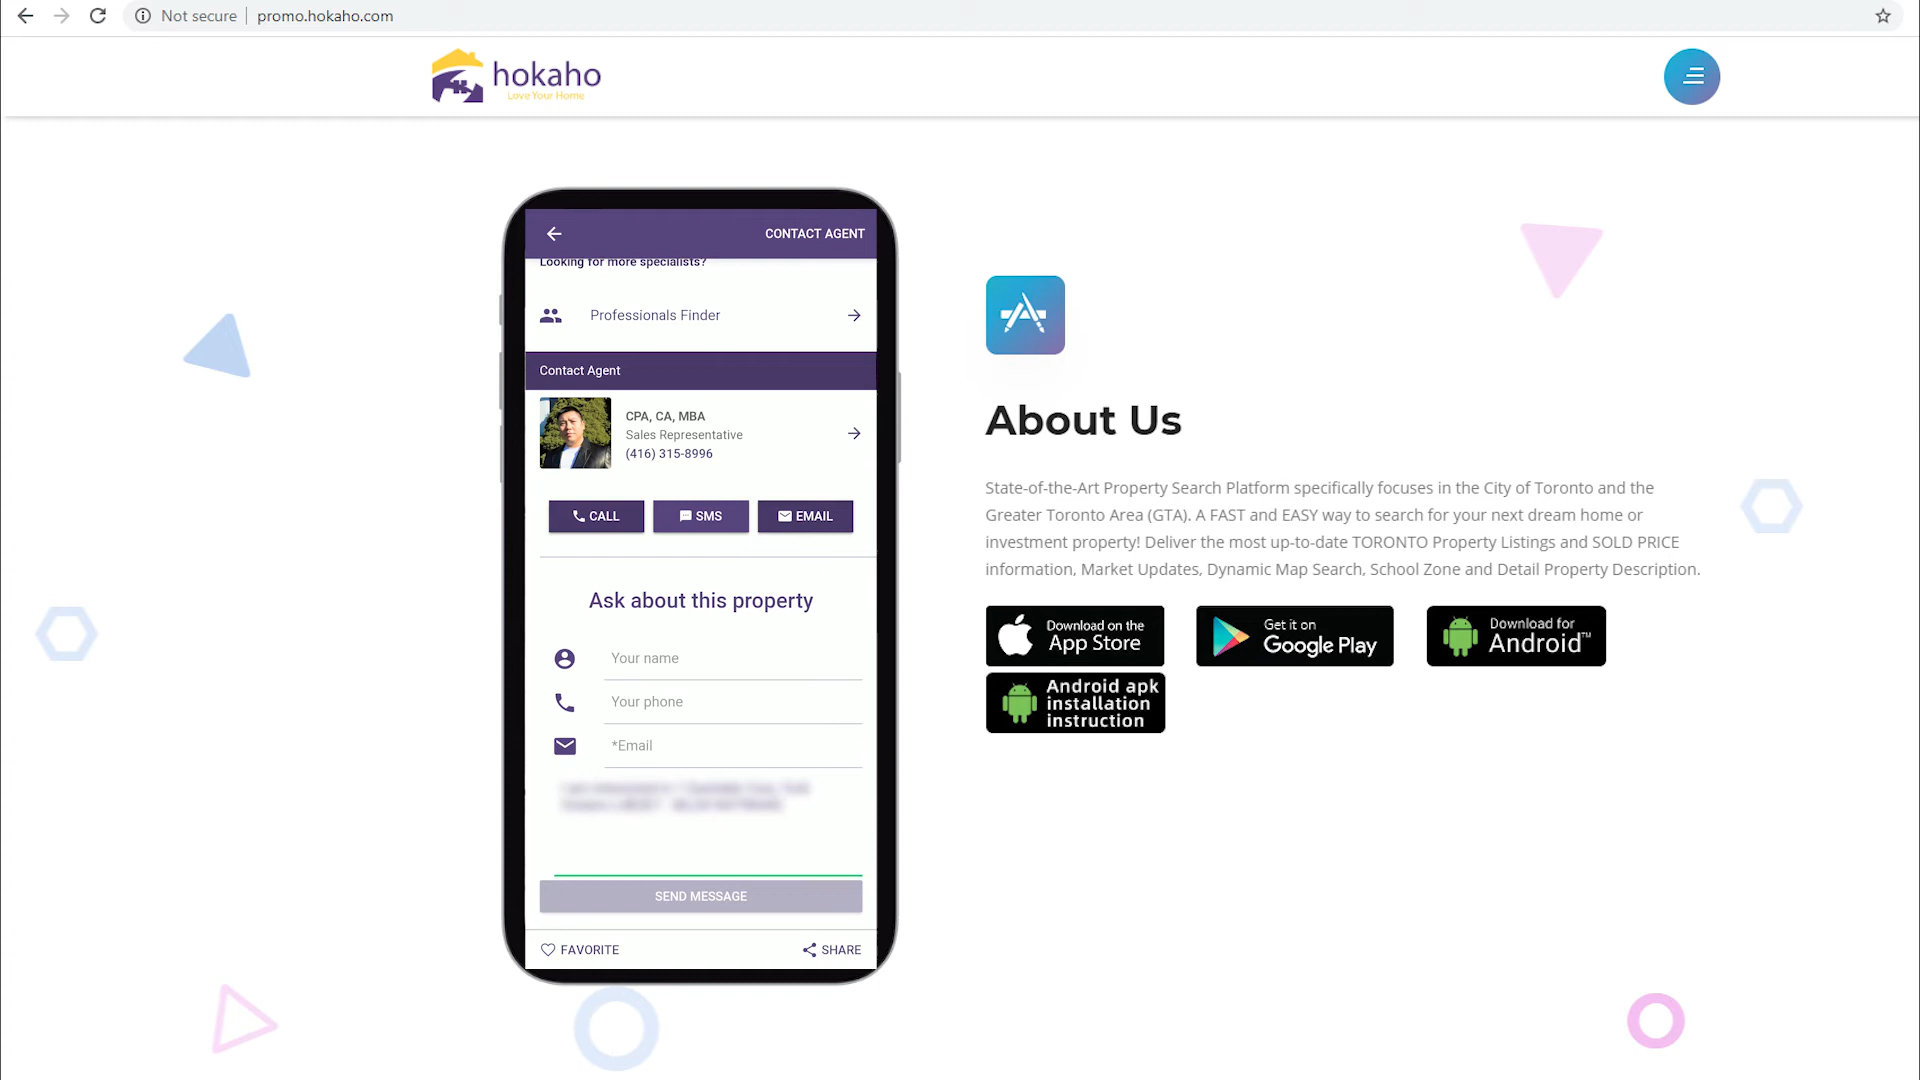 Not secure
promo.hokaho.com
hokaho
Love Your Home
CONTACT AGENT
Looking for more specialists?
Professionals Finder
Contact Agent
CPA, CA, MBA
Sales Representative
(416) 315-8996
CALL
SMS
EMAIL
Ask about this property
Your name
Your phone
*Email
SEND MESSAGE
FAVORITE
SHARE
About Us
State-of-the-Art Property Search Platform specifically focuses in the City of Toronto and the
Greater Toronto Area (GTA). A FAST and EASY way to search for your next dream home or
investment property! Deliver the most up-to-date TORONTO Property Listings and SOLD PRICE
information, Market Updates, Dynamic Map Search, School Zone and Detail Property Description.
Download on the
App Store
Get it on
Google Play
Download for
Android™
Android apk
installation
instruction